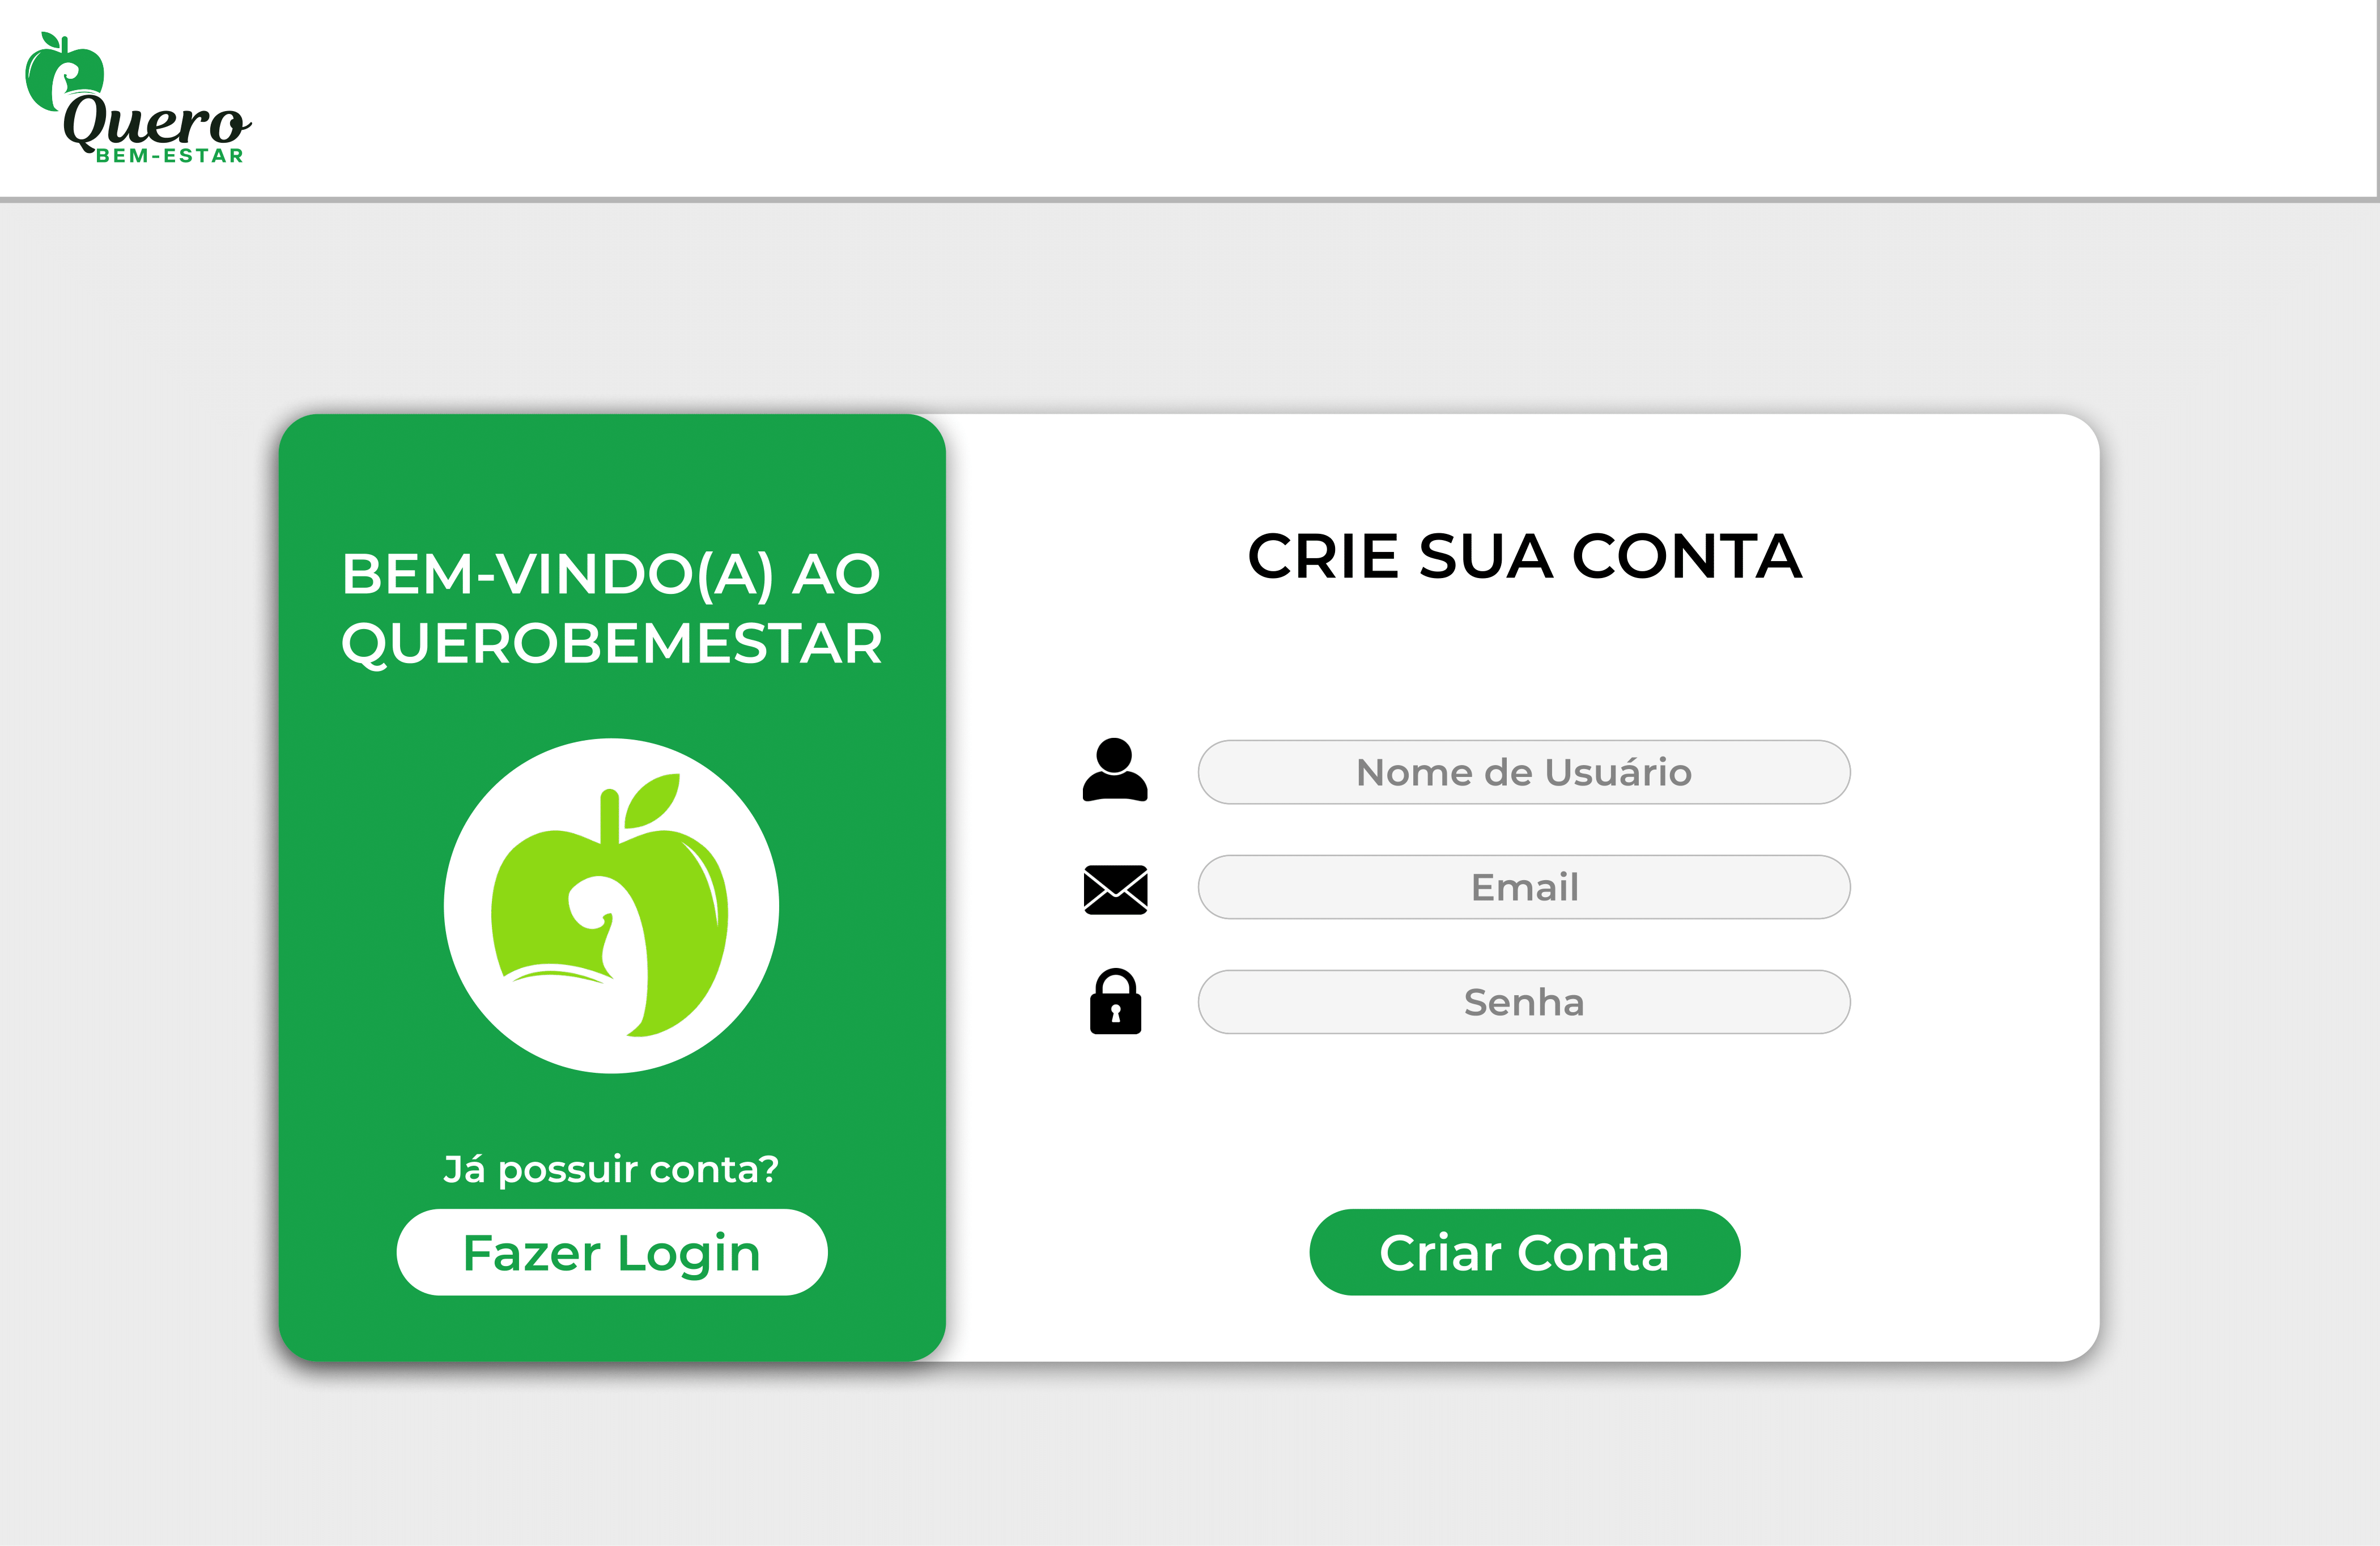 Quero
BEM-ESTAR
BEM-VINDO(A) AO
QUEROBEMESTAR
Já possuir conta?
Fazer Login
CRIE SUA CONTA
Nome de Usuário
Email
Senha
Criar Conta